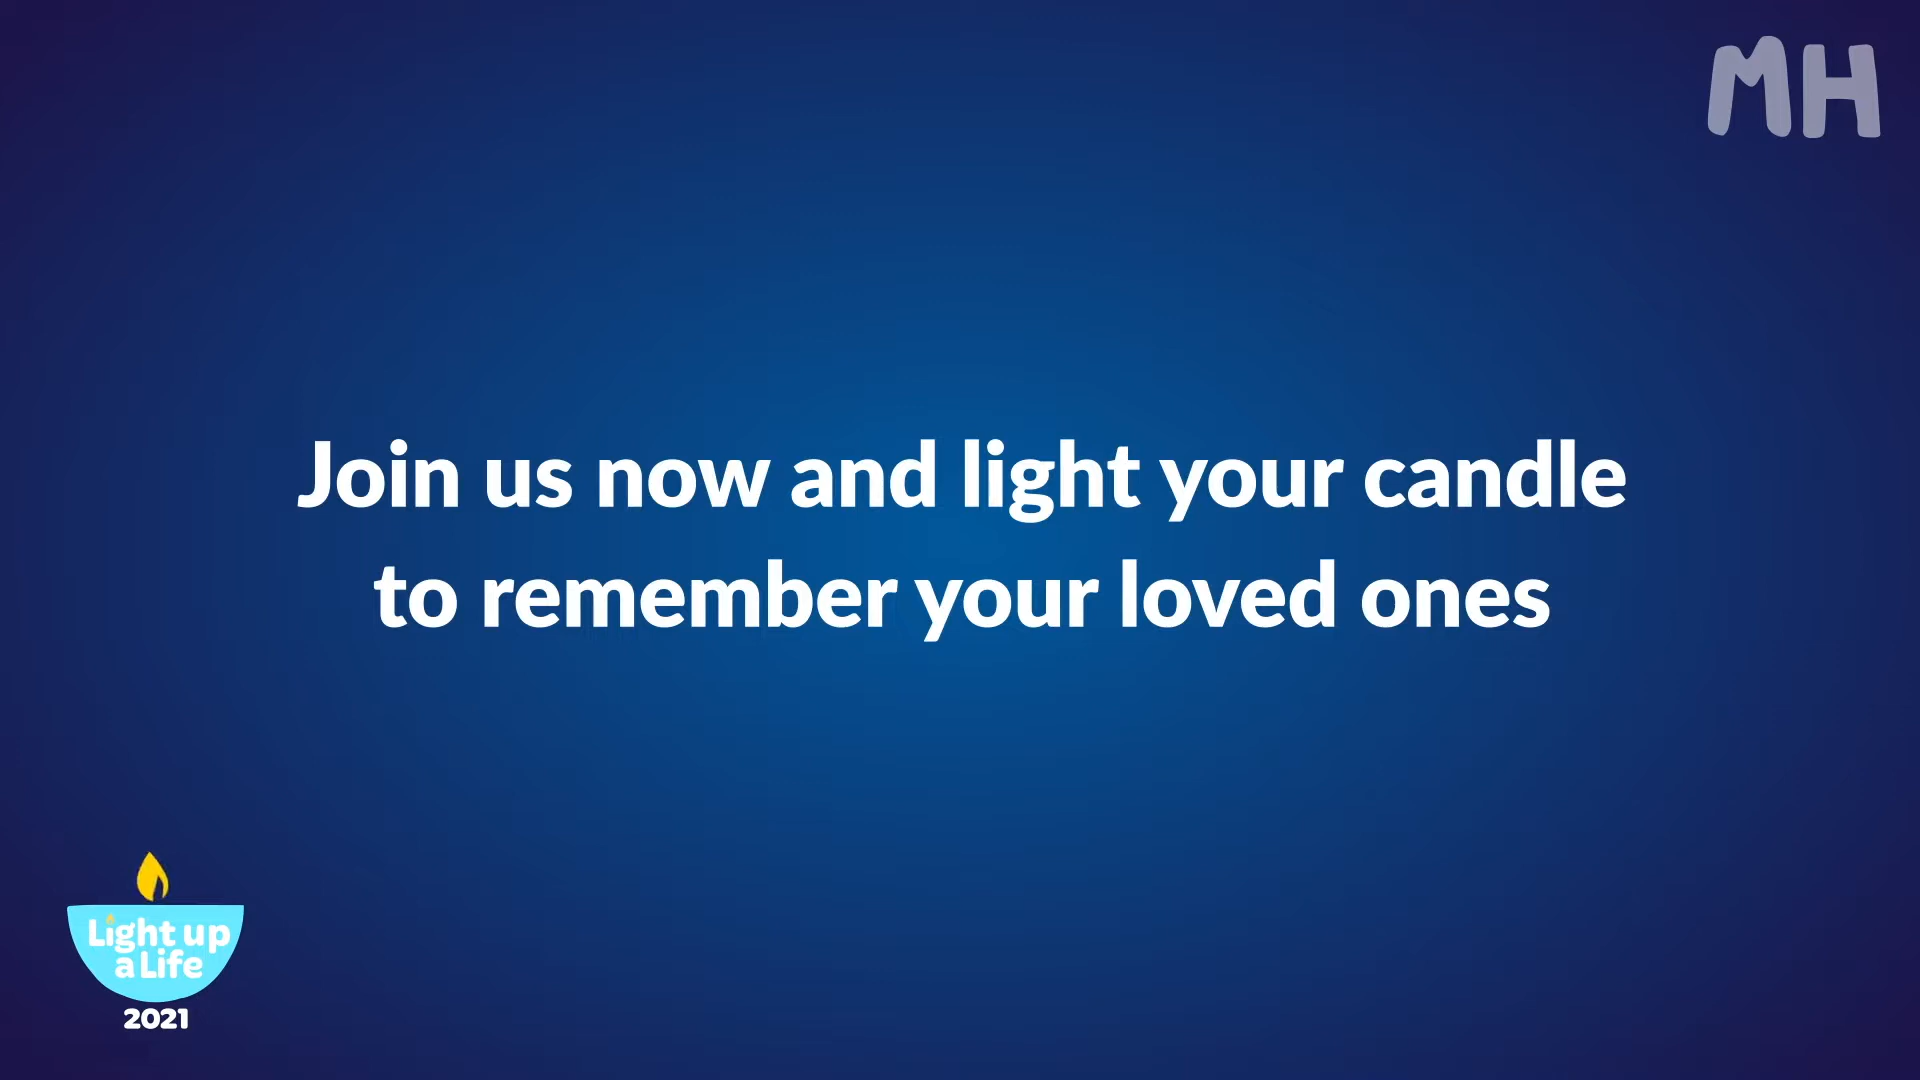 MH
Join us now and light your candle
to remember your loved ones
Light up
a Life
2021